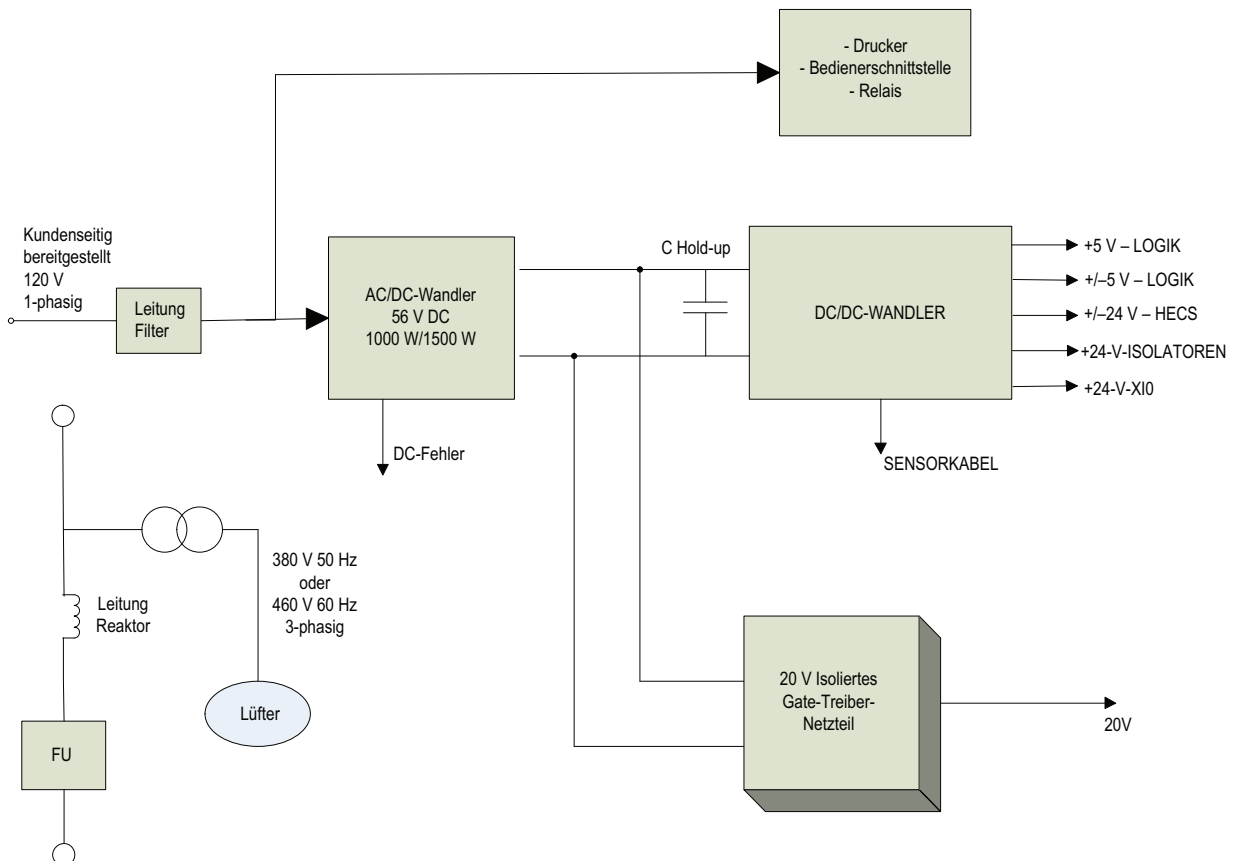 - Drucker
- Bedienerschnittstelle
- Relais
Kundenseitig
bereitgestellt
120 V
1-phasig
Leitung
Filter
AC/DC-Wandler
56 V DC
1000 W/1500 W
C Hold-up
DC/DC-WANDLER
+5 V – LOGIK
+/–5 V – LOGIK
+/–24 V – HECS
+24-V-ISOLATOREN
+24-V-XI0
DC-Fehler
SENSORKABEL
380 V 50 Hz
oder
460 V 60 Hz
3-phasig
Leitung
Reaktor
Lüfter
FU
20 V Isoliertes
Gate-Treiber-
Netzteil
20V